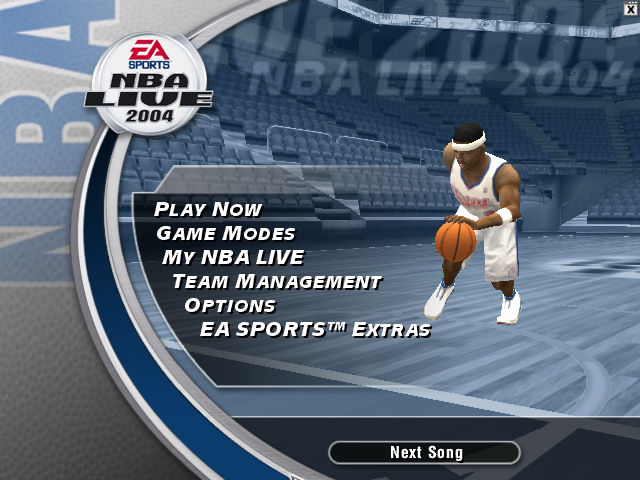 NBA
EA
SPORTS
NBA
LIVE
2004
NBA LIVE 2004
X
PLAY NOW
GAME MODES
MY NBA LIVE
TEAM MANAGEMENT
OPTIONS
EA SPORTS™ EXTRAS
Next Song